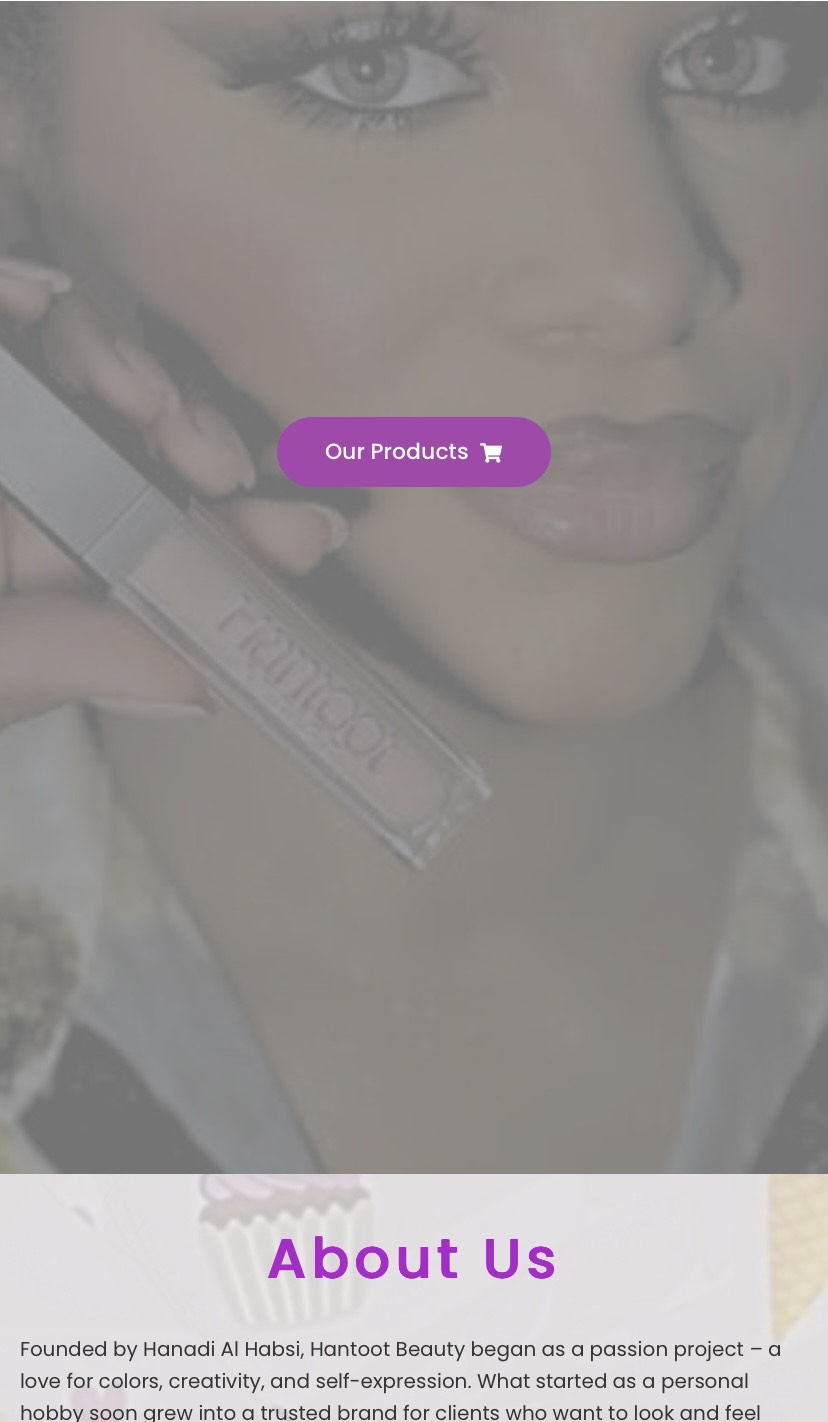 Our Products
Hantoot
About Us
Founded by Hanadi Al Habsi, Hantoot Beauty began as a passion project – a
love for colors, creativity, and self-expression. What started as a personal
hobby soon grew into a trusted brand for clients who want to look and feel